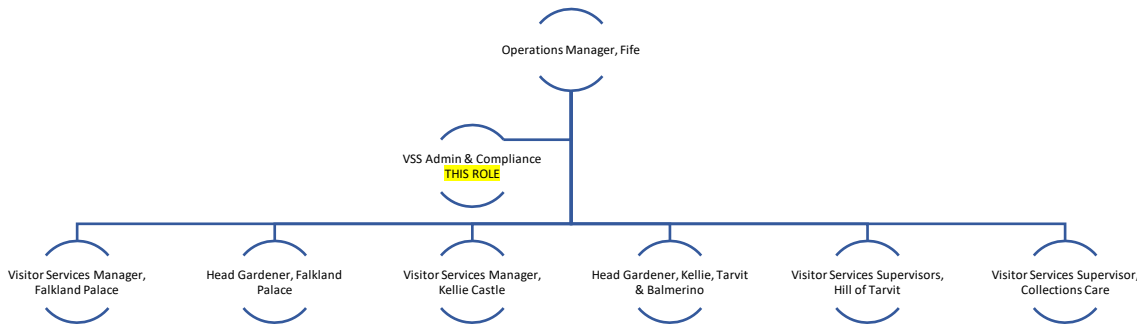 Operations Manager, Fife
VSS Admin & Compliance
THIS ROLE
Visitor Services Manager,
Falkland Palace
Head Gardener, Falkland
Palace
Visitor Services Manager,
Kellie Castle
Head Gardener, Kellie, Tarvit
& Balmerino
Visitor Services Supervisors,
Hill of Tarvit
Visitor Services Supervisor,
Collections Care